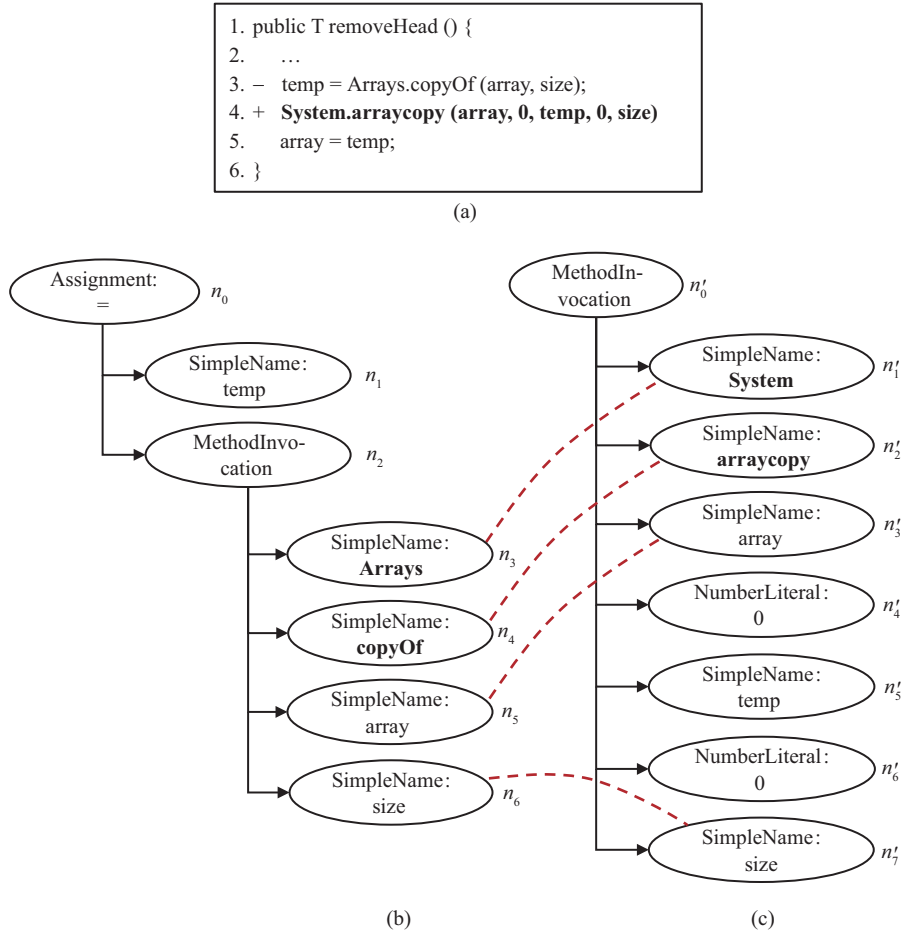 1. public T removeHead () {
2. …
3. – temp = Arrays.copyOf (array, size);
4. + System.arraycopy (array, 0, temp, 0, size)
5. array = temp;
6. }
(a)
Assignment:
=
n0
SimpleName:
temp
n1
MethodInvo-
cation
n2
SimpleName:
Arrays
n3
SimpleName:
copyOf
n4
SimpleName:
array
n5
SimpleName:
size
n6
(b)
MethodIn-
vocation
n′0
SimpleName:
System
n′1
SimpleName:
arraycopy
n′2
SimpleName:
array
n′3
NumberLiteral:
0
n′4
SimpleName:
temp
n′5
NumberLiteral:
0
n′6
SimpleName:
size
n′7
(c)